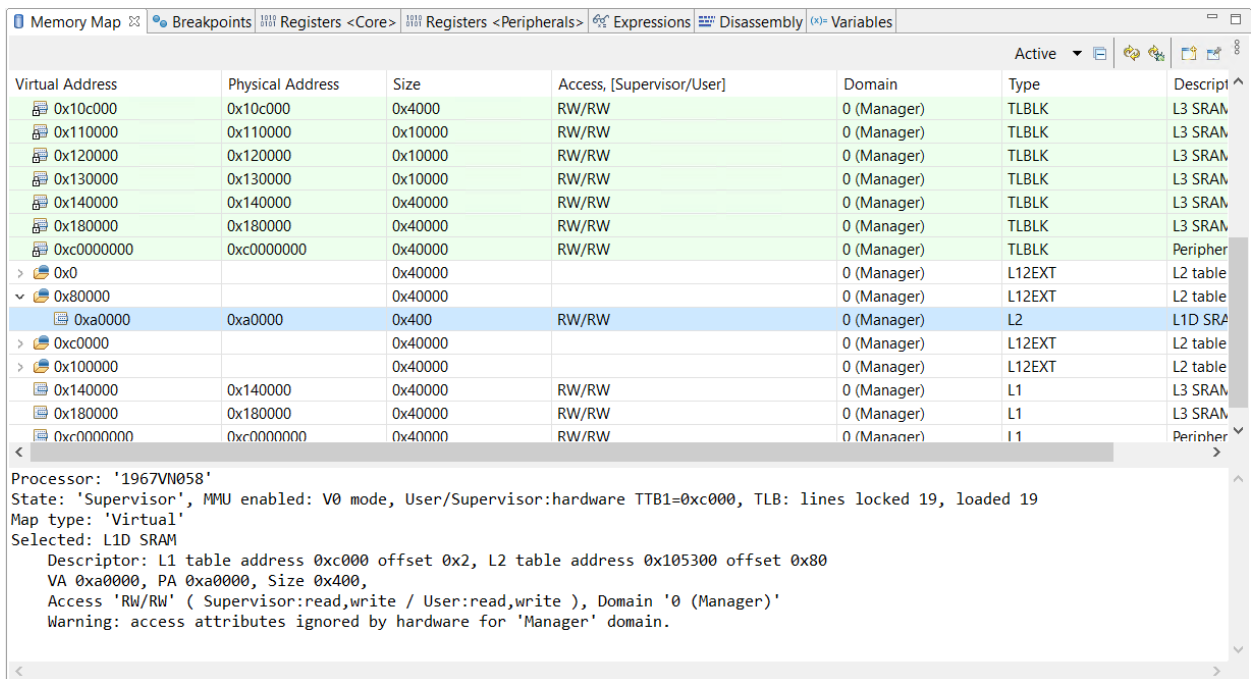 Memory Map Breakpoints Registers <Core> Registers <Peripherals> Expressions Disassembly (x)= Variables
Active
Virtual Address Physical Address Size Access, [Supervisor/User] Domain Type Descript
0x10c000 0x10c000 0x4000 RW/RW 0 (Manager) TLBLK L3 SRAM
0x110000 0x110000 0x10000 RW/RW 0 (Manager) TLBLK L3 SRAM
0x120000 0x120000 0x10000 RW/RW 0 (Manager) TLBLK L3 SRAM
0x130000 0x130000 0x10000 RW/RW 0 (Manager) TLBLK L3 SRAM
0x140000 0x140000 0x40000 RW/RW 0 (Manager) TLBLK L3 SRAM
0x180000 0x180000 0x40000 RW/RW 0 (Manager) TLBLK L3 SRAM
0xc0000000 0xc0000000 0x40000 RW/RW 0 (Manager) TLBLK Peripher
0x0 0x40000 0 (Manager) L12EXT L2 table
0x80000 0x40000 0 (Manager) L12EXT L2 table
0xa0000 0xa0000 0x400 RW/RW 0 (Manager) L2 L1D SRA
0xc0000 0x40000 0 (Manager) L12EXT L2 table
0x100000 0x40000 0 (Manager) L12EXT L2 table
0x140000 0x140000 0x40000 RW/RW 0 (Manager) L1 L3 SRAM
0x180000 0x180000 0x40000 RW/RW 0 (Manager) L1 L3 SRAM
0xc0000000 0xc0000000 0x40000 RW/RW 0 (Manager) L1 Peripher
Processor: '1967VN058'
State: 'Supervisor', MMU enabled: V0 mode, User/Supervisor:hardware TTB1=0xc000, TLB: lines locked 19, loaded 19
Map type: 'Virtual'
Selected: L1D SRAM
Descriptor: L1 table address 0xc000 offset 0x2, L2 table address 0x105300 offset 0x80
VA 0xa0000, PA 0xa0000, Size 0x400,
Access 'RW/RW' ( Supervisor:read,write / User:read,write ), Domain '0 (Manager)'
Warning: access attributes ignored by hardware for 'Manager' domain.